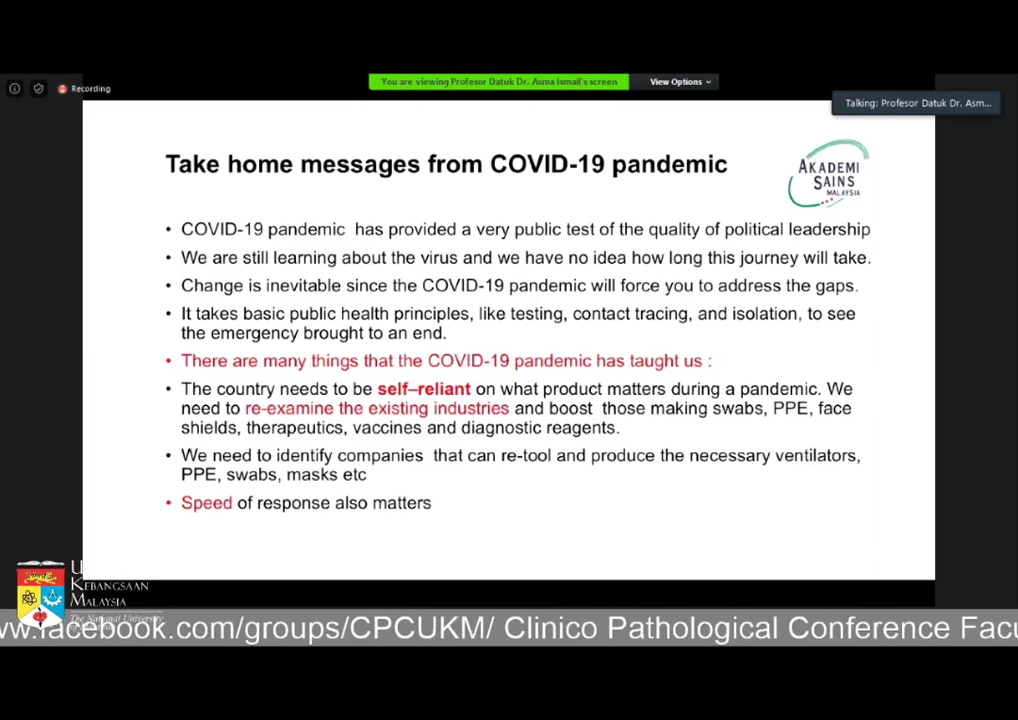 You are viewing Profesor Datuk Dr. Asma Ismail's screen
View Options
Recording
Talking: Profesor Datuk Dr. Asm...
Take home messages from COVID-19 pandemic
AKADEMI
SAINS
MALAYSIA
• COVID-19 pandemic has provided a very public test of the quality of political leadership
• We are still learning about the virus and we have no idea how long this journey will take.
• Change is inevitable since the COVID-19 pandemic will force you to address the gaps.
• It takes basic public health principles, like testing, contact tracing, and isolation, to see
the emergency brought to an end.
• There are many things that the COVID-19 pandemic has taught us :
• The country needs to be self–reliant on what product matters during a pandemic. We
need to re-examine the existing industries and boost those making swabs, PPE, face
shields, therapeutics, vaccines and diagnostic reagents.
• We need to identify companies that can re-tool and produce the necessary ventilators,
PPE, swabs, masks etc
• Speed of response also matters
KEBANGSAAN
MALAYSIA
The National University
www.facebook.com/groups/CPCUKM/ Clinico Pathological Conference Facu